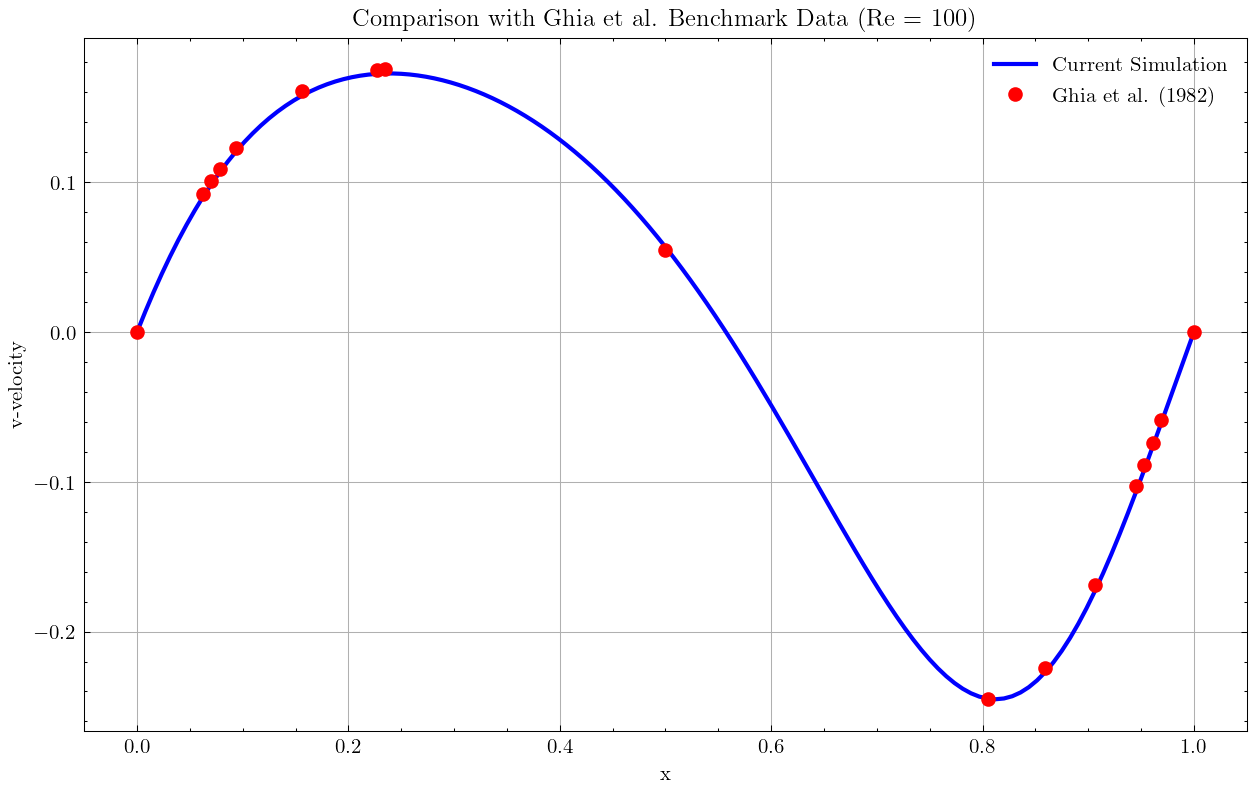 Comparison with Ghia et al. Benchmark Data (Re = 100)
Current Simulation
Ghia et al. (1982)
0.1
0.0
−0.1
−0.2
v-velocity
0.0 0.2 0.4 0.6 0.8 1.0
x